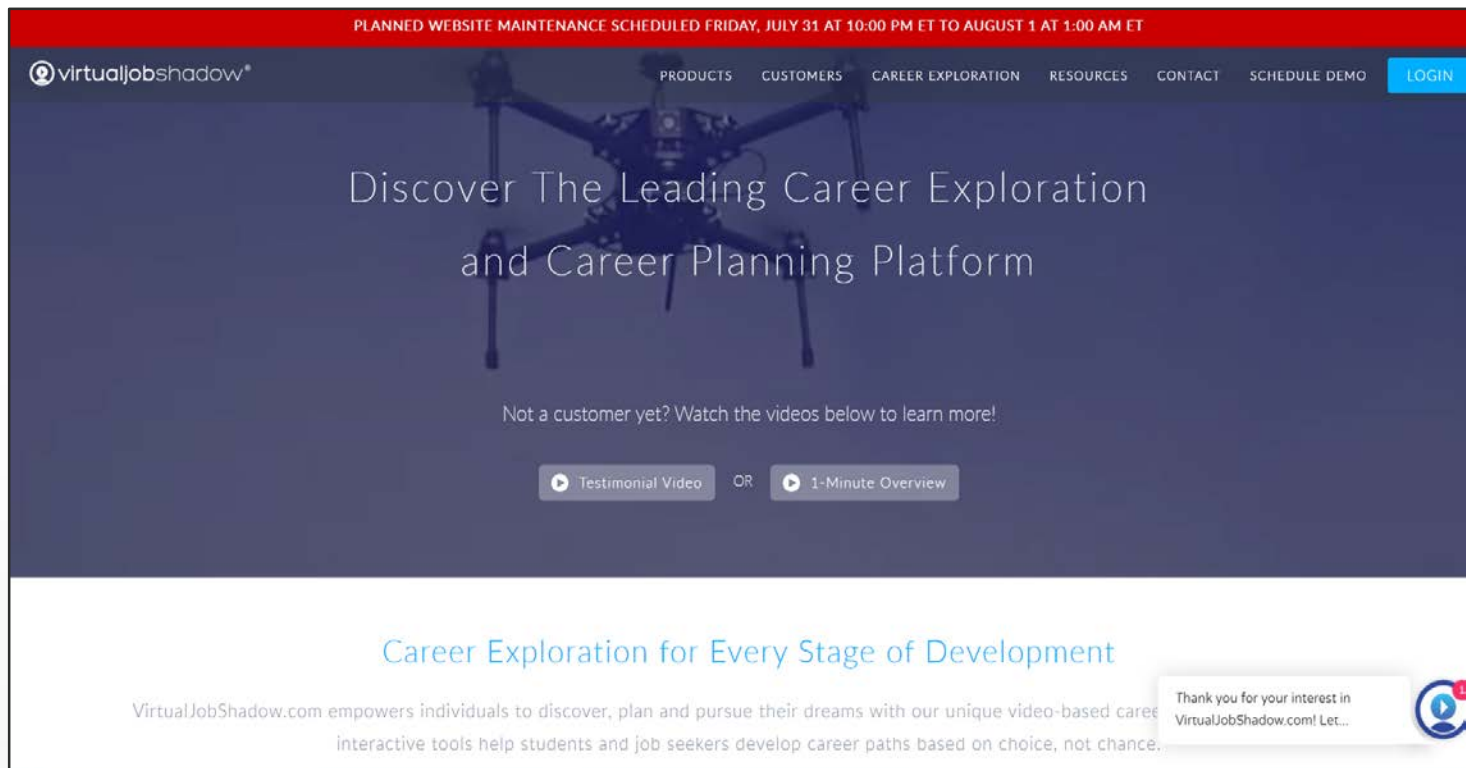 PLANNED WEBSITE MAINTENANCE SCHEDULED FRIDAY, JULY 31 AT 10:00 PM ET TO AUGUST 1 AT 1:00 AM ET
virtualjobshadow®
PRODUCTS CUSTOMERS CAREER EXPLORATION RESOURCES CONTACT SCHEDULE DEMO LOGIN
Discover The Leading Career Exploration
and Career Planning Platform
Not a customer yet? Watch the videos below to learn more!
Testimonial Video OR 1-Minute Overview
Career Exploration for Every Stage of Development
VirtualJobShadow.com empowers individuals to discover, plan and pursue their dreams with our unique video-based
interactive tools help students and job seekers develop career paths based on choice, not chance.
Thank you for your interest in
VirtualJobShadow.com! Let...
1